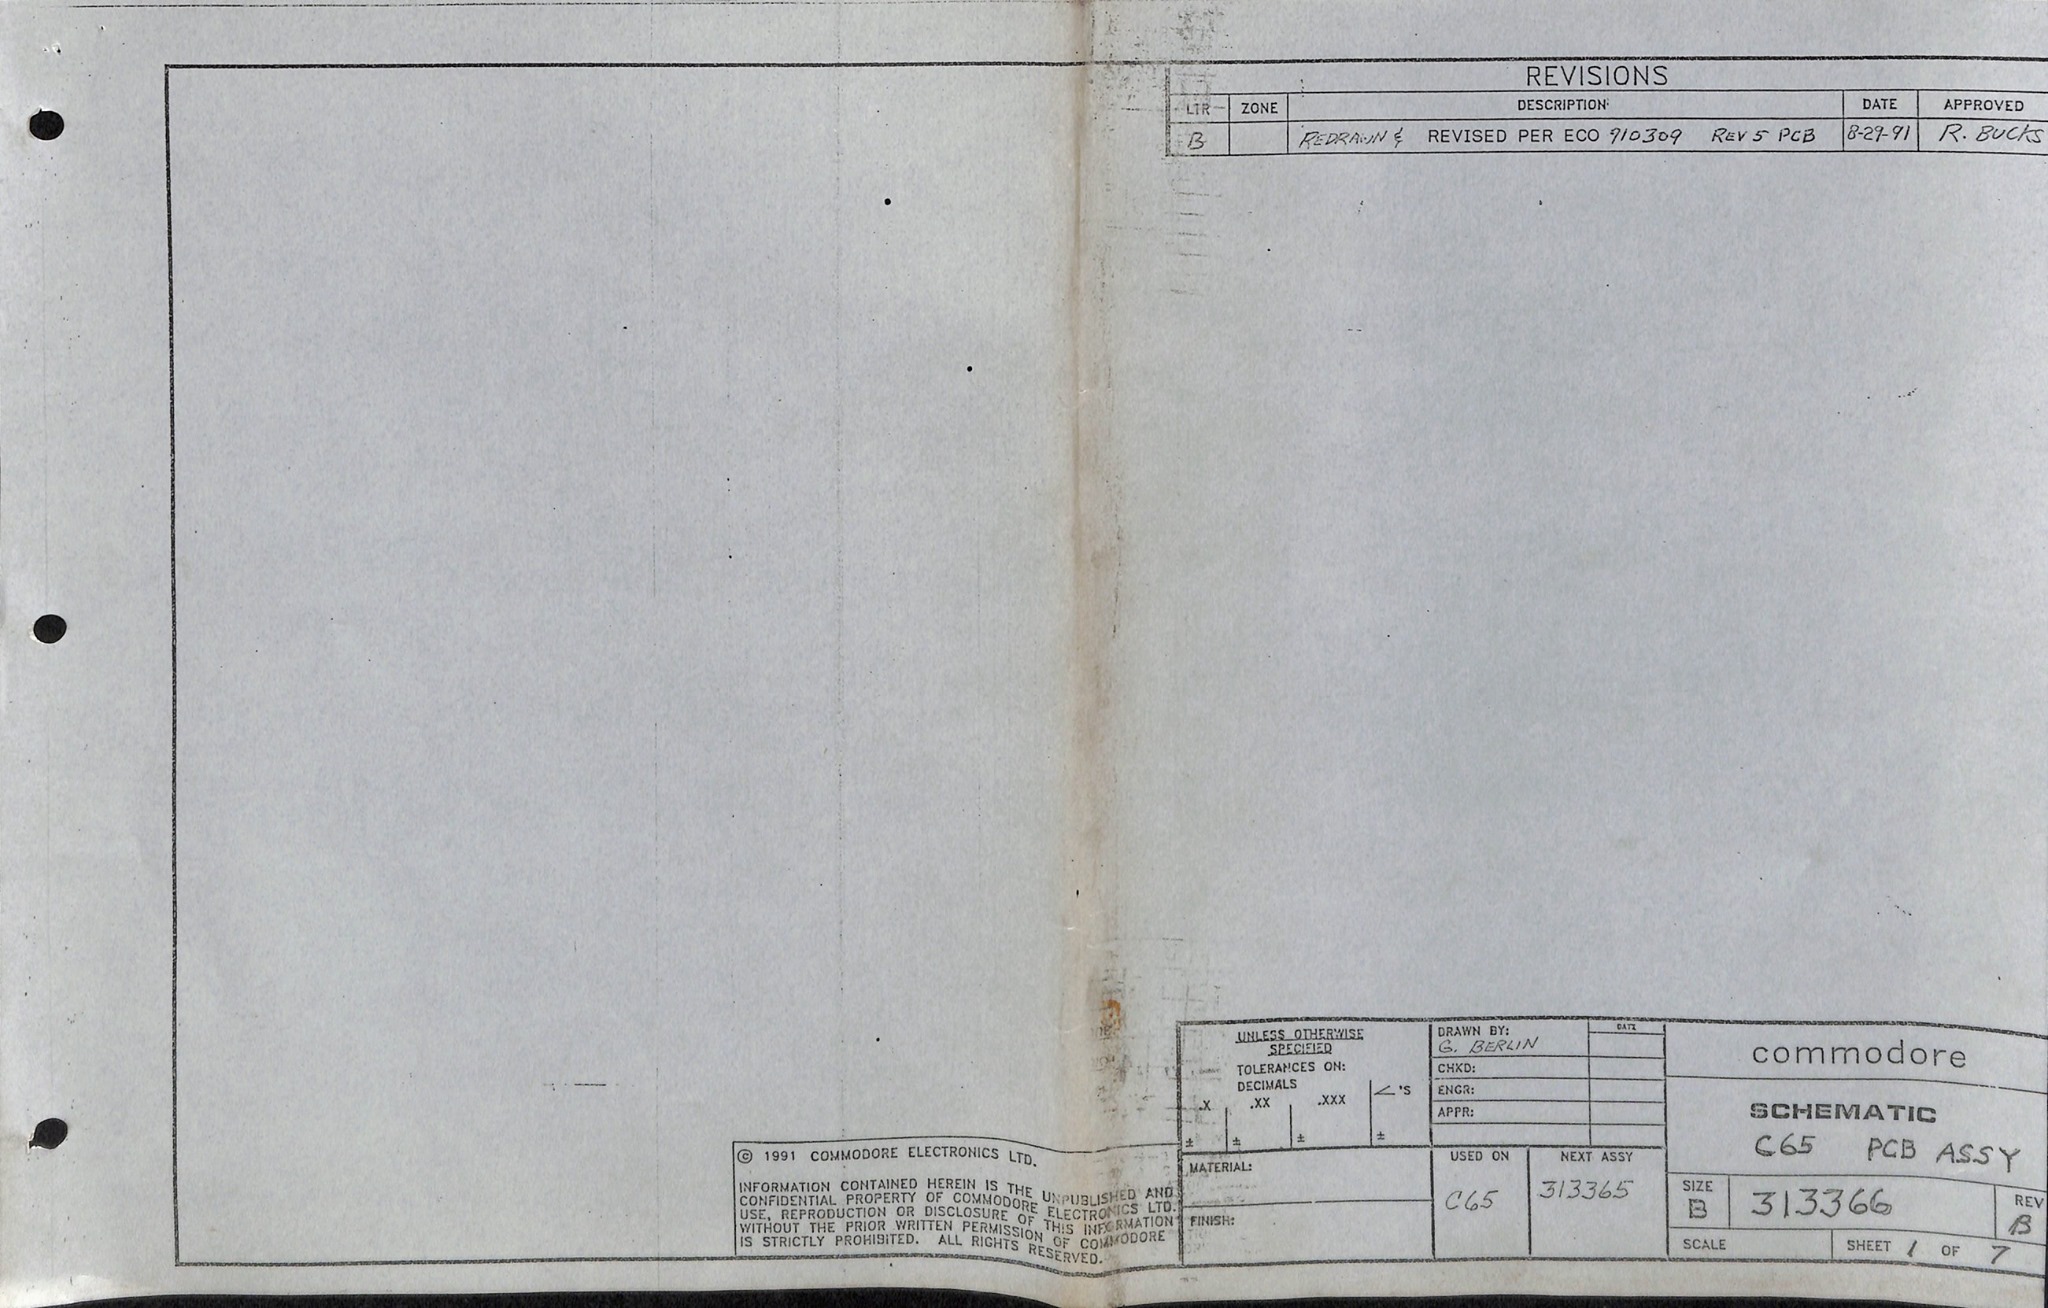 REVISIONS
LTR ZONE DESCRIPTION DATE APPROVED
B REDRAWN & REVISED PER ECO 910309 REV 5 PCB 8-29-91 R. BUCKS
© 1991 COMMODORE ELECTRONICS LTD.
INFORMATION CONTAINED HEREIN IS THE UNPUBLISHED AND
CONFIDENTIAL PROPERTY OF COMMODORE ELECTRONICS LTD.
USE, REPRODUCTION OR DISCLOSURE OF THIS INFORMATION
WITHOUT THE PRIOR WRITTEN PERMISSION OF COMMODORE
IS STRICTLY PROHIBITED. ALL RIGHTS RESERVED.
UNLESS OTHERWISE
SPECIFIED
TOLERANCES ON:
DECIMALS
.X .XX .XXX ∠'S
± ± ± ±
MATERIAL:
FINISH:
DRAWN BY: DATE
G. BERLIN
CHKD:
ENGR:
APPR:
USED ON NEXT ASSY
C65 313365
commodore
SCHEMATIC
C65 PCB ASSY
SIZE
B 313366
REV
B
SCALE SHEET 1 OF 7